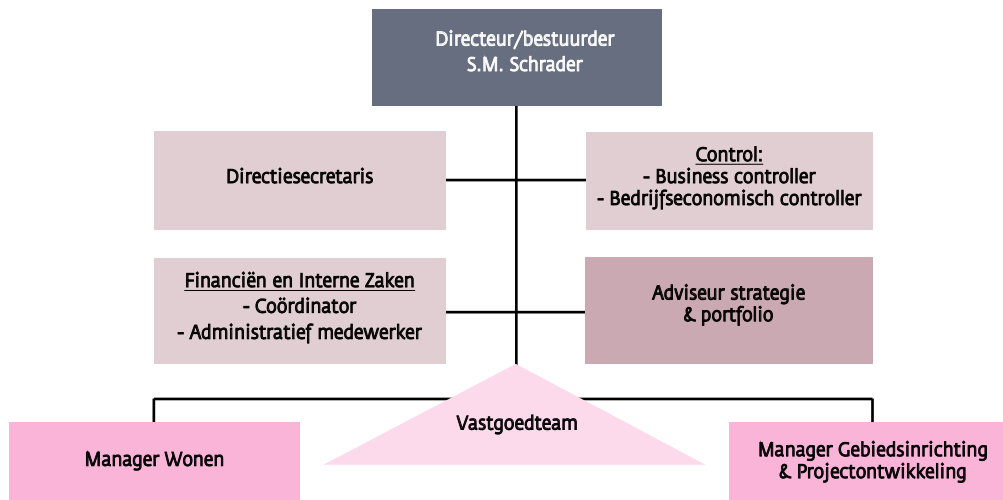 Directeur/bestuurder
S.M. Schrader
Directiesecretaris
Control:
- Business controller
- Bedrijfseconomisch controller
Financiën en Interne Zaken
- Coördinator
- Administratief medewerker
Adviseur strategie
& portfolio
Vastgoedteam
Manager Wonen
Manager Gebiedsinrichting
& Projectontwikkeling